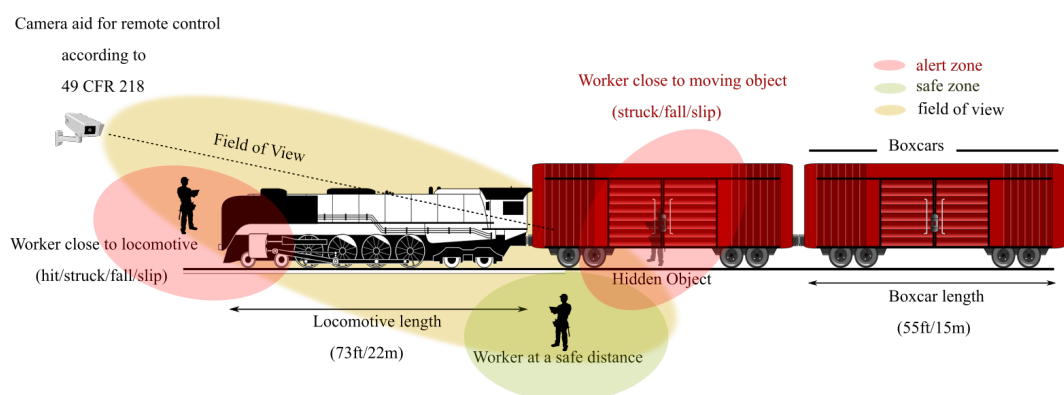 Camera aid for remote control
according to
49 CFR 218
Field of View
Worker close to moving object
(struck/fall/slip)
alert zone
safe zone
field of view
Boxcars
Worker close to locomotive
(hit/struck/fall/slip)
Hidden Object
Locomotive length
(73ft/22m)
Worker at a safe distance
Boxcar length
(55ft/15m)